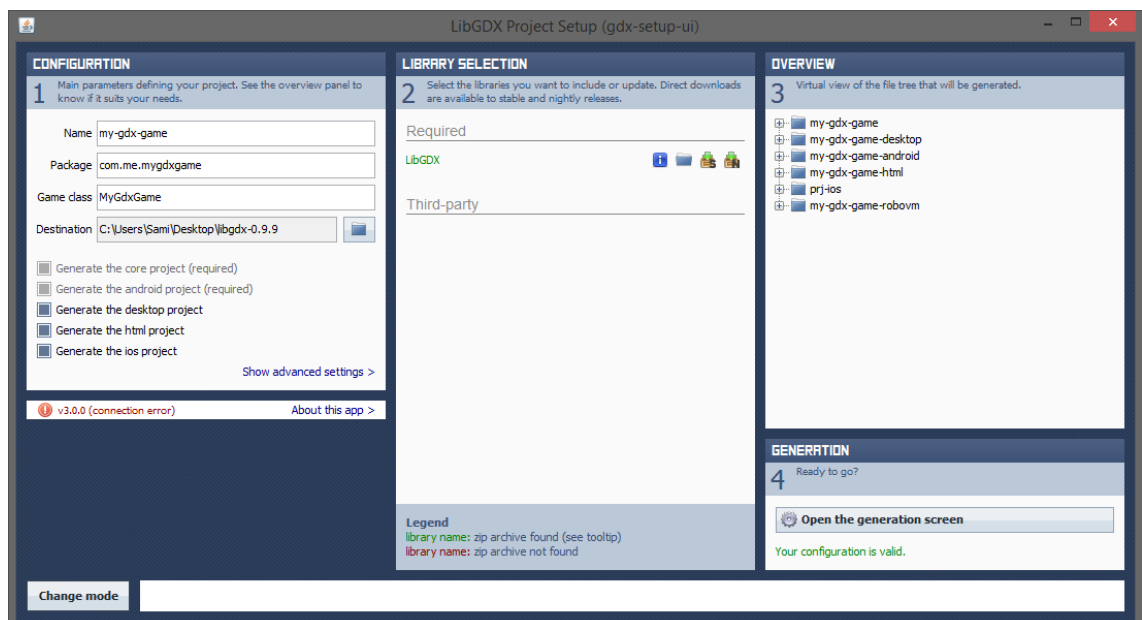 LibGDX Project Setup (gdx-setup-ui)
CONFIGURATION
1
Main parameters defining your project. See the overview panel to
know if it suits your needs.
Name my-gdx-game
Package com.me.mygdxgame
Game class MyGdxGame
Destination C:\Users\Sami\Desktop\libgdx-0.9.9
Generate the core project (required)
Generate the android project (required)
Generate the desktop project
Generate the html project
Generate the ios project
Show advanced settings >
v3.0.0 (connection error) About this app >
LIBRARY SELECTION
2
Select the libraries you want to include or update. Direct downloads
are available to stable and nightly releases.
Required
LibGDX i S N
Third-party
Legend
library name: zip archive found (see tooltip)
library name: zip archive not found
OVERVIEW
3
Virtual view of the file tree that will be generated.
my-gdx-game
my-gdx-game-desktop
my-gdx-game-android
my-gdx-game-html
prj-ios
my-gdx-game-robovm
GENERATION
4
Ready to go?
Open the generation screen
Your configuration is valid.
Change mode